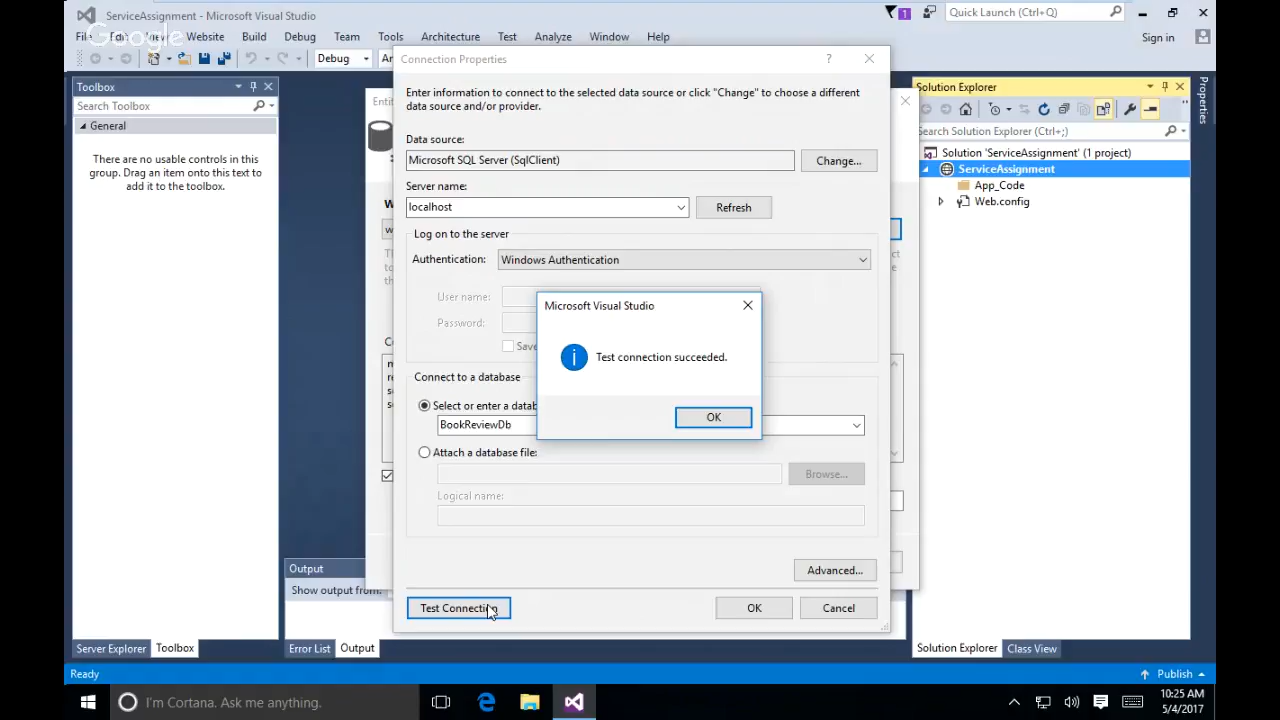 ServiceAssignment - Microsoft Visual Studio
1
Quick Launch (Ctrl+Q)
Google
Website Build Debug Team Tools Architecture Test Analyze Window Help
Sign in
Debug
Toolbox
Search Toolbox
General
There are no usable controls in this
group. Drag an item onto this text to
add it to the toolbox.
Connection Properties
?
Enter information to connect to the selected data source or click "Change" to choose a different
data source and/or provider.
Data source:
Microsoft SQL Server (SqlClient)
Change...
Server name:
localhost
Refresh
Log on to the server
Authentication:
Windows Authentication
User name:
Password:
Microsoft Visual Studio
i
Test connection succeeded.
OK
Connect to a database
BookReviewDb
Attach a database file:
Browse...
Logical name:
Advanced...
Test Connection
OK
Cancel
Solution Explorer
Search Solution Explorer (Ctrl+;)
Solution 'ServiceAssignment' (1 project)
ServiceAssignment
App_Code
Web.config
Properties
Output
Show output from:
Server Explorer
Toolbox
Error List
Output
Solution Explorer
Class View
Ready
Publish
I'm Cortana. Ask me anything.
10:25 AM
5/4/2017